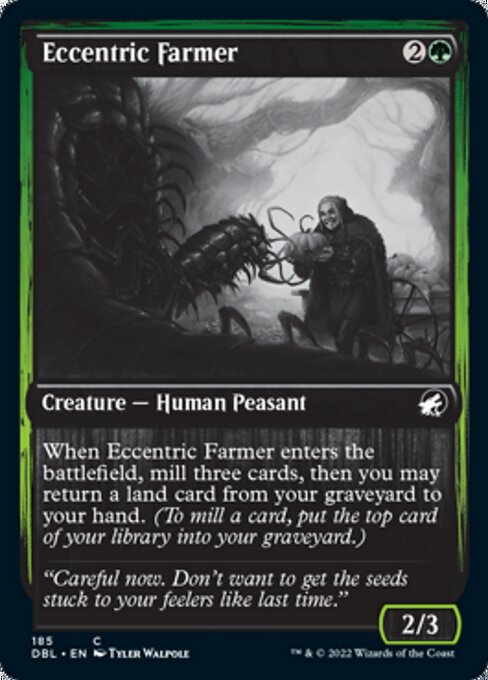 Eccentric Farmer 2
Creature — Human Peasant
When Eccentric Farmer enters the
battlefield, mill three cards, then you may
return a land card from your graveyard to
your hand. (To mill a card, put the top card
of your library into your graveyard.)
“Careful now. Don’t want to get the seeds
stuck to your feelers like last time.”
2/3
185 C
DBL • EN Tyler Walpole
™ & © 2022 Wizards of the Coast